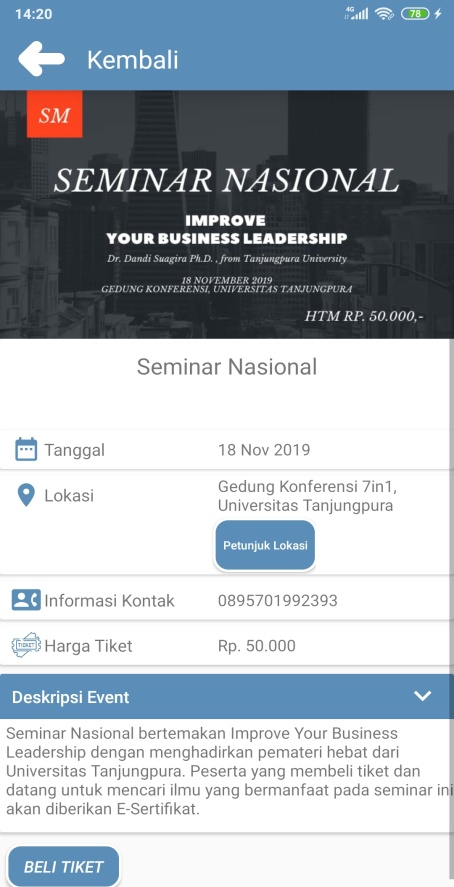 14:20
4G
78
Kembali
SM
SEMINAR NASIONAL
IMPROVE
YOUR BUSINESS LEADERSHIP
Dr. Dandi Suagira Ph.D. , from Tanjungpura University
18 NOVEMBER 2019
GEDUNG KONFERENSI, UNIVERSITAS TANJUNGPURA
HTM RP. 50.000,-
Seminar Nasional
Tanggal
18 Nov 2019
Lokasi
Gedung Konferensi 7in1,
Universitas Tanjungpura
Petunjuk Lokasi
Informasi Kontak
0895701992393
TICKET
Harga Tiket
Rp. 50.000
Deskripsi Event
Seminar Nasional bertemakan Improve Your Business
Leadership dengan menghadirkan pemateri hebat dari
Universitas Tanjungpura. Peserta yang membeli tiket dan
datang untuk mencari ilmu yang bermanfaat pada seminar ini
akan diberikan E-Sertifikat.
BELI TIKET